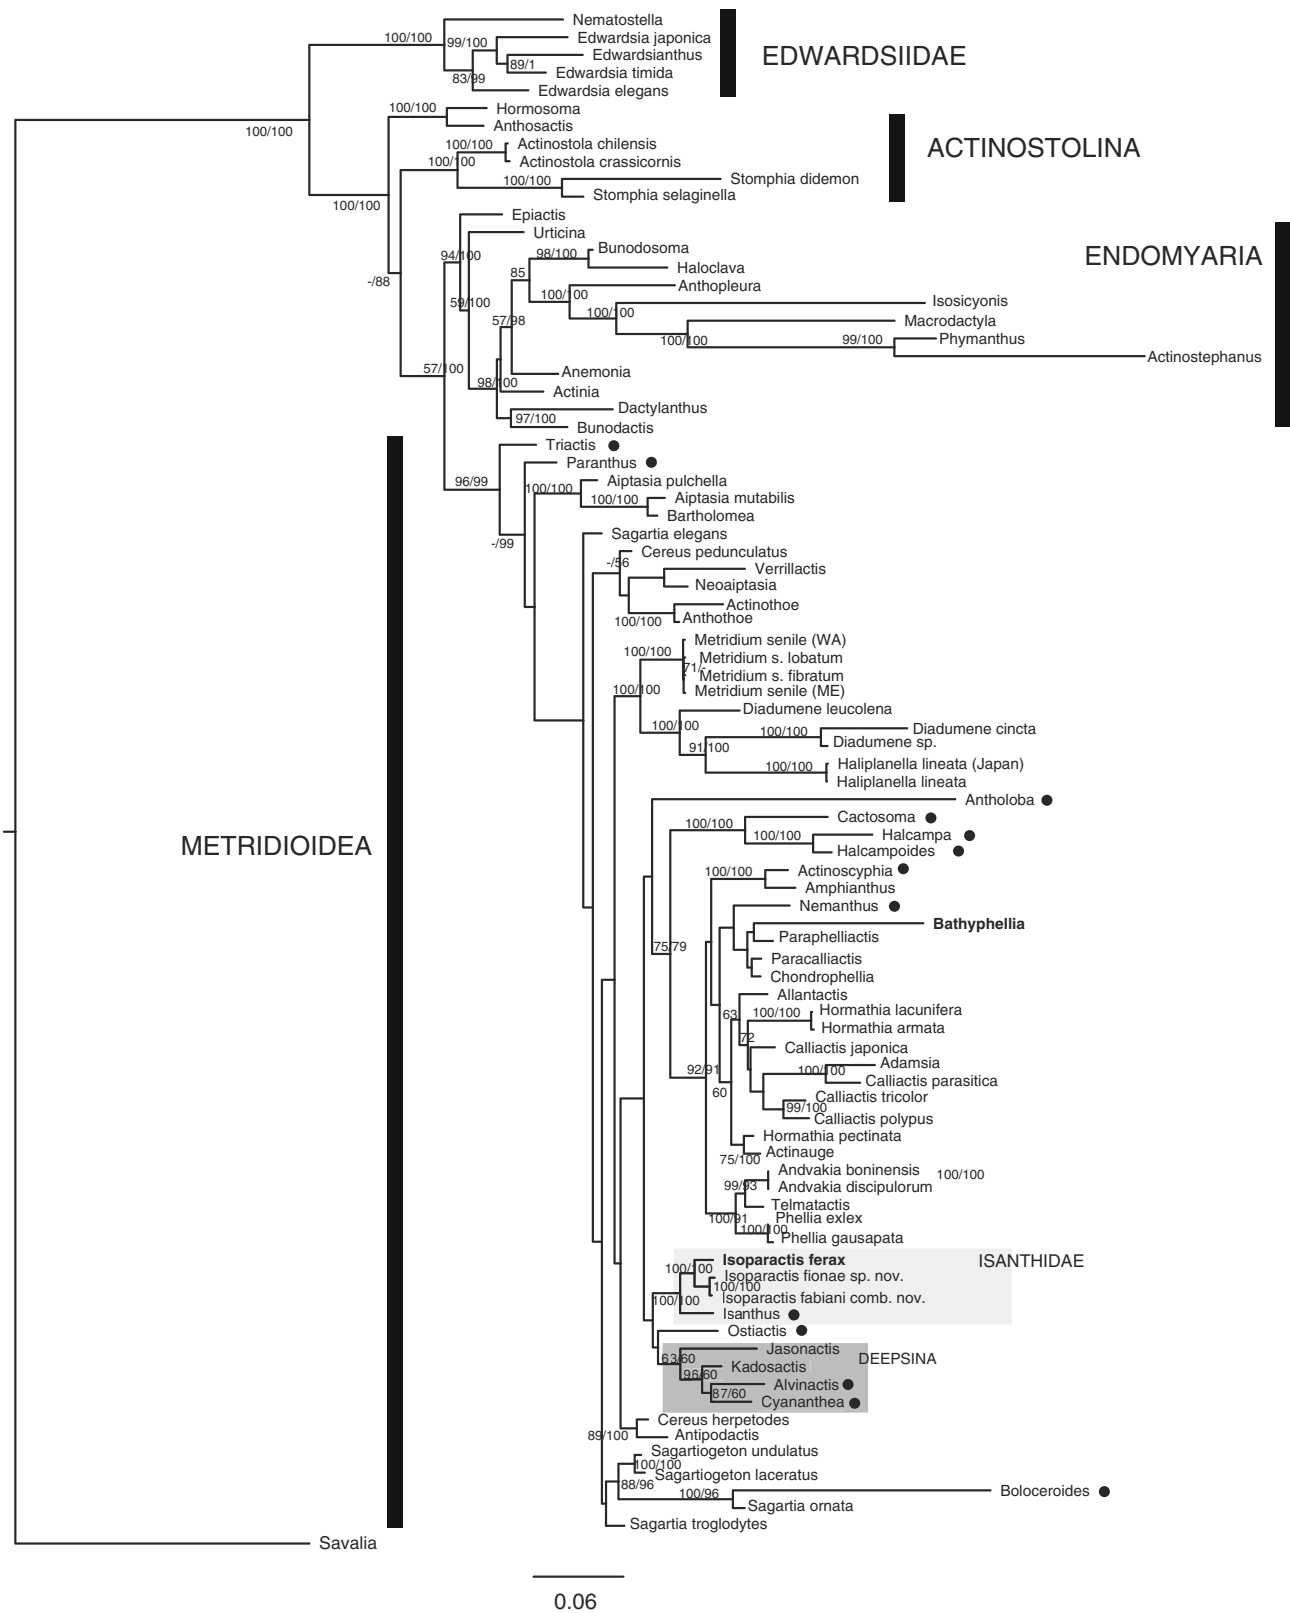 Nematostella
100/100
99/100
Edwardsia japonica
EDWARDSIIDAE
Edwardsianthus
89/1
Edwardsia timida
83/99
Edwardsia elegans
100/100
Hormosoma
Anthosactis
100/100
100/100
Actinostola chilensis
ACTINOSTOLINA
100/100
Actinostola crassicornis
100/100
Stomphia didemon
Stomphia selaginella
100/100
Epiactis
Urticina
94/100
98/100
Bunodosoma
ENDOMYARIA
85
Haloclava
-/88
Anthopleura
100/100
59/100
Isosicyonis
100/100
57/98
Macrodactyla
100/100
99/100
Phymanthus
Actinostephanus
57/100
Anemonia
98/100
Actinia
Dactylanthus
97/100
Bunodactis
Triactis
Paranthus
96/99
100/100
Aiptasia pulchella
100/100
Aiptasia mutabilis
Bartholomea
-/99
Sagartia elegans
Cereus pedunculatus
-/56
Verrillactis
Neoaiptasia
Actinothoe
100/100
Anthothoe
Metridium senile (WA)
100/100
Metridium s. lobatum
71/-
Metridium s. fibratum
100/100
Metridium senile (ME)
Diadumene leucolena
100/100
100/100
Diadumene cincta
91/100
Diadumene sp.
100/100
Haliplanella lineata (Japan)
Haliplanella lineata
Antholoba
100/100
Cactosoma
100/100
Halcampa
METRIDIOIDEA
Halcampoides
100/100
Actinoscyphia
Amphianthus
Nemanthus
Bathyphellia
75/79
Paraphelliactis
Paracalliactis
Chondrophellia
Allantactis
63
100/100
Hormathia lacunifera
Hormathia armata
72
Calliactis japonica
92/91
100/100
Adamsia
Calliactis parasitica
60
Calliactis tricolor
99/100
Calliactis polypus
Hormathia pectinata
75/100
Actinauge
Andvakia boninensis
100/100
99/93
Andvakia discipulorum
Telmatactis
100/91
Phellia exlex
100/100
Phellia gausapata
Isoparactis ferax
ISANTHIDAE
100/100
Isoparactis fionae sp. nov.
100/100
100/100
Isoparactis fabiani comb. nov.
Isanthus
Ostiactis
Jasonactis
63/60
DEEPSINA
Kadosactis
96/60
Alvinactis
87/60
Cyananthea
Cereus herpetodes
89/100
Antipodactis
Sagartiogeton undulatus
100/100
Sagartiogeton laceratus
88/96
100/96
Boloceroides
Sagartia ornata
Sagartia troglodytes
Savalia
0.06